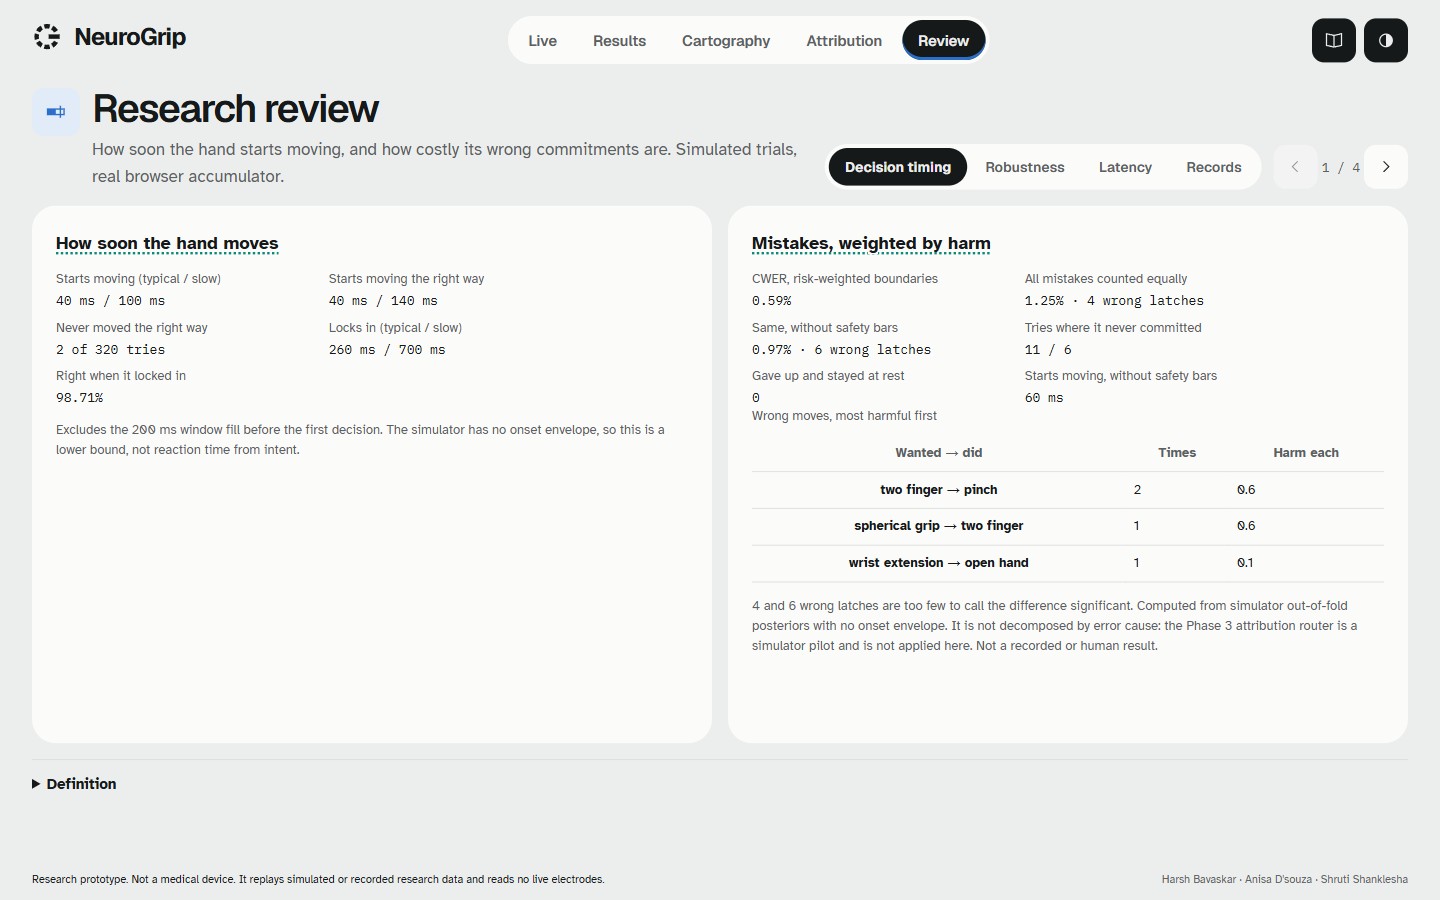 NeuroGrip
Live
Results
Cartography
Attribution
Review
Research review
How soon the hand starts moving, and how costly its wrong commitments are. Simulated trials,
real browser accumulator.
Decision timing
Robustness
Latency
Records
1 / 4
How soon the hand moves
Starts moving (typical / slow)
40 ms / 100 ms
Starts moving the right way
40 ms / 140 ms
Never moved the right way
2 of 320 tries
Locks in (typical / slow)
260 ms / 700 ms
Right when it locked in
98.71%
Excludes the 200 ms window fill before the first decision. The simulator has no onset envelope, so this is a
lower bound, not reaction time from intent.
Mistakes, weighted by harm
CWER, risk-weighted boundaries
0.59%
All mistakes counted equally
1.25% · 4 wrong latches
Same, without safety bars
0.97% · 6 wrong latches
Tries where it never committed
11 / 6
Gave up and stayed at rest
0
Starts moving, without safety bars
60 ms
Wrong moves, most harmful first
Wanted → did Times Harm each
two finger → pinch 2 0.6
spherical grip → two finger 1 0.6
wrist extension → open hand 1 0.1
4 and 6 wrong latches are too few to call the difference significant. Computed from simulator out-of-fold
posteriors with no onset envelope. It is not decomposed by error cause: the Phase 3 attribution router is a
simulator pilot and is not applied here. Not a recorded or human result.
Definition
Research prototype. Not a medical device. It replays simulated or recorded research data and reads no live electrodes.
Harsh Bavaskar · Anisa D'souza · Shruti Shanklesha